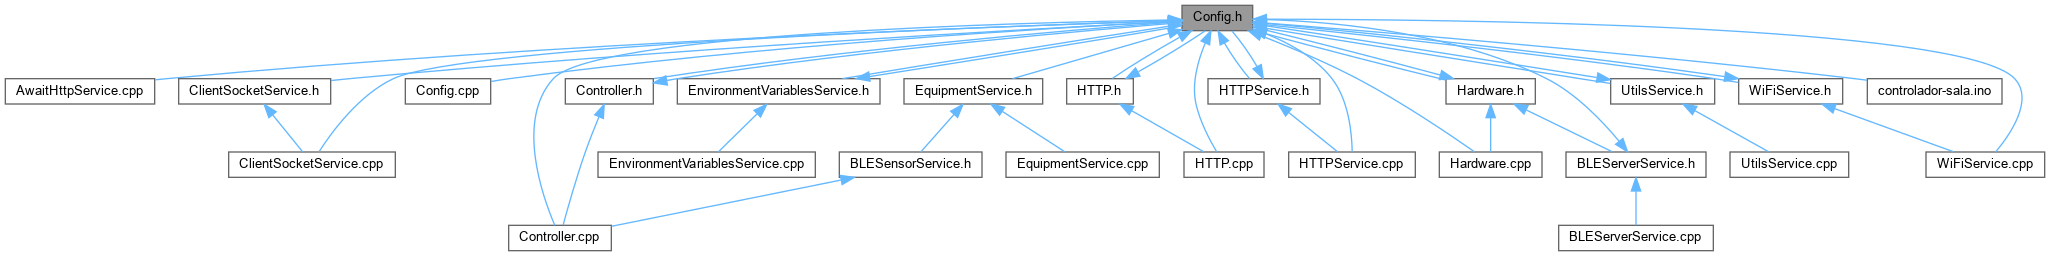 Config.h
AwaitHttpService.cpp
ClientSocketService.h
Config.cpp
Controller.h
EnvironmentVariablesService.h
EquipmentService.h
HTTP.h
HTTPService.h
Hardware.h
UtilsService.h
WiFiService.h
controlador-sala.ino
ClientSocketService.cpp
EnvironmentVariablesService.cpp
BLESensorService.h
EquipmentService.cpp
HTTP.cpp
HTTPService.cpp
Hardware.cpp
BLEServerService.h
UtilsService.cpp
WiFiService.cpp
Controller.cpp
BLEServerService.cpp